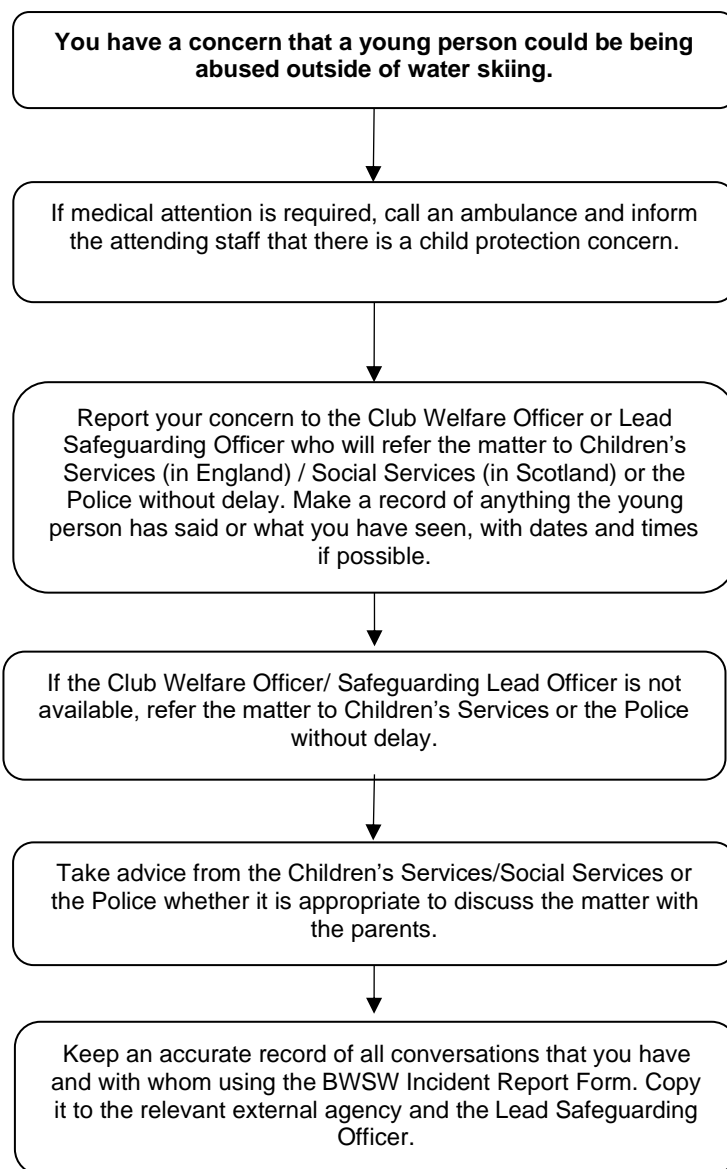 You have a concern that a young person could be being
abused outside of water skiing.
If medical attention is required, call an ambulance and inform
the attending staff that there is a child protection concern.
Report your concern to the Club Welfare Officer or Lead
Safeguarding Officer who will refer the matter to Children’s
Services (in England) / Social Services (in Scotland) or the
Police without delay. Make a record of anything the young
person has said or what you have seen, with dates and times
if possible.
If the Club Welfare Officer/ Safeguarding Lead Officer is not
available, refer the matter to Children’s Services or the Police
without delay.
Take advice from the Children’s Services/Social Services or
the Police whether it is appropriate to discuss the matter with
the parents.
Keep an accurate record of all conversations that you have
and with whom using the BWSW Incident Report Form. Copy
it to the relevant external agency and the Lead Safeguarding
Officer.